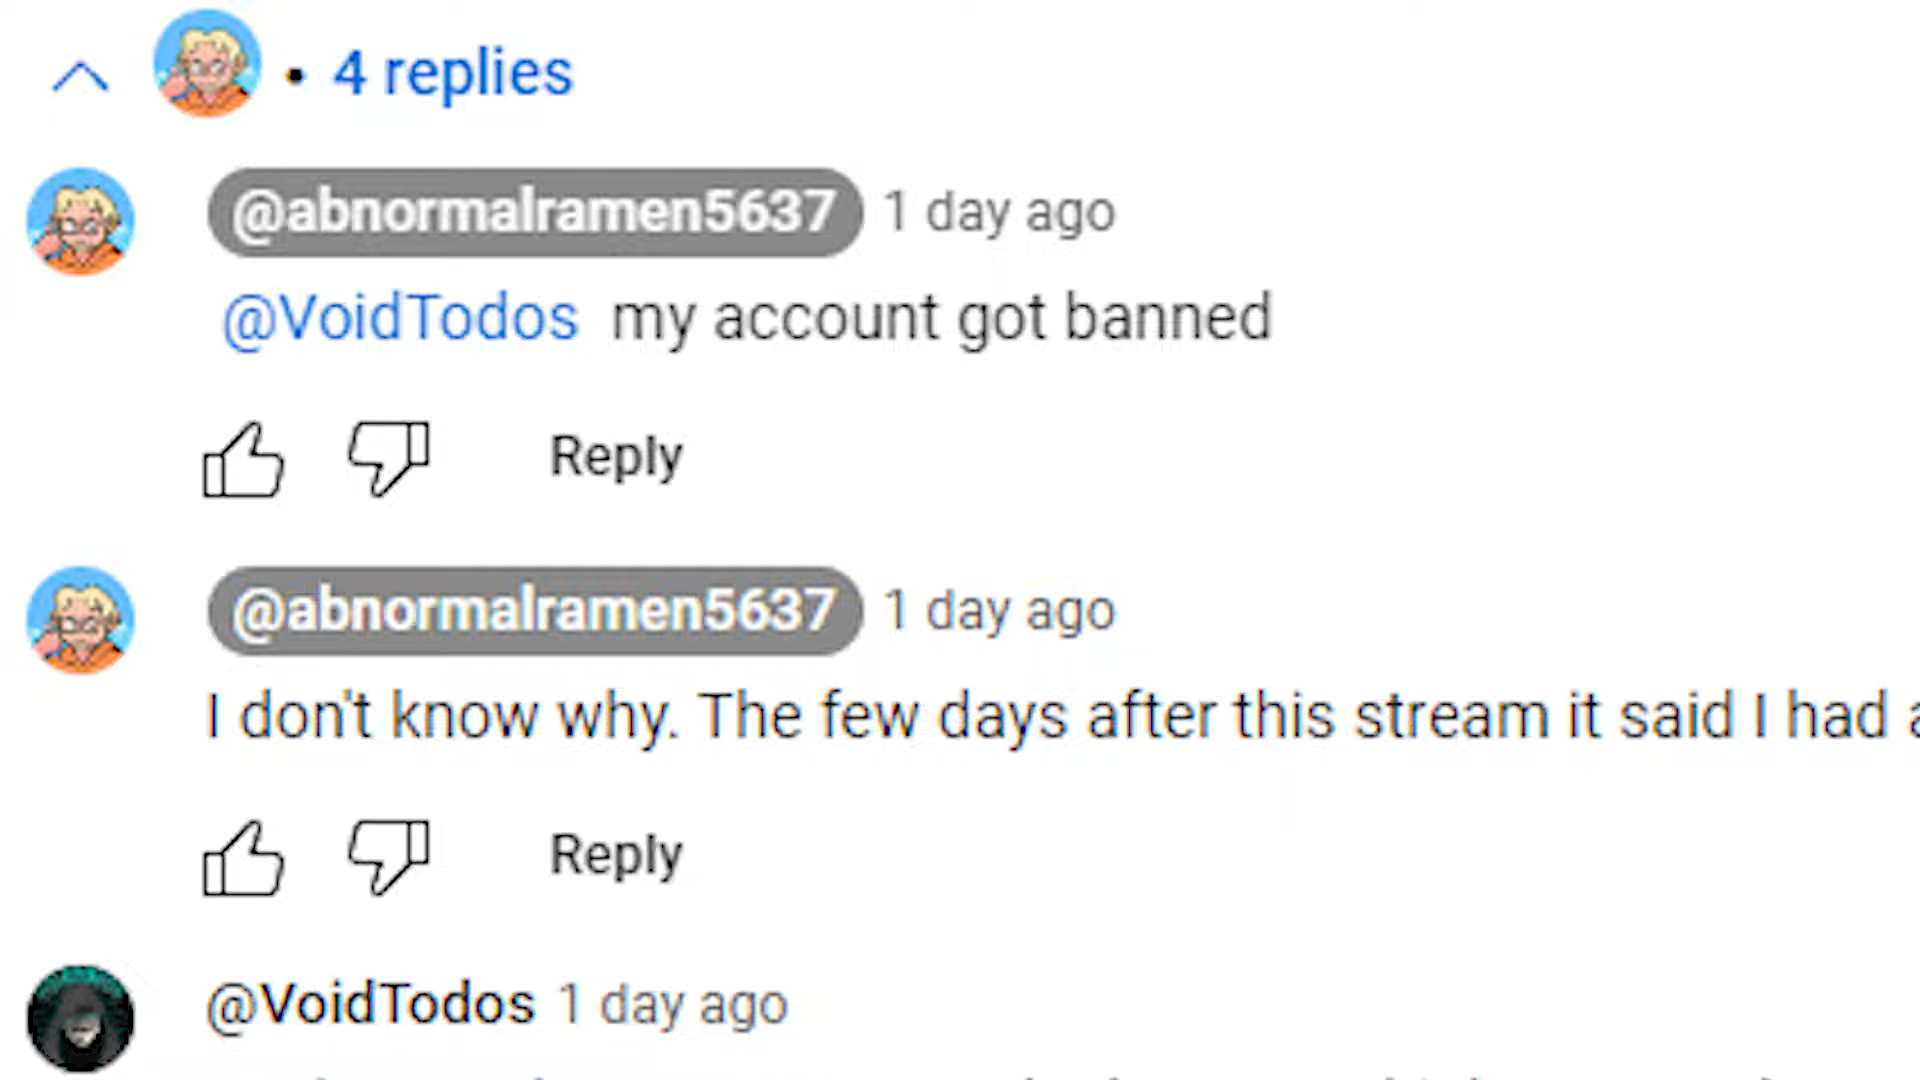 • 4 replies
@abnormalramen5637 1 day ago
@VoidTodos my account got banned
Reply
@abnormalramen5637 1 day ago
I don't know why. The few days after this stream it said I had
Reply
@VoidTodos 1 day ago